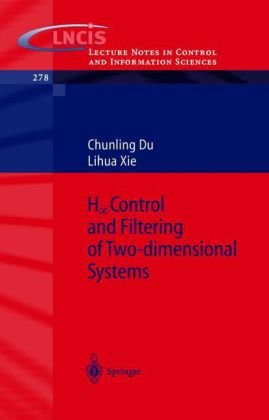 LNCIS
Lecture Notes in Control
and Information Sciences
278
Chunling Du
Lihua Xie
H∞ Control
and Filtering
of Two-dimensional
Systems
Springer